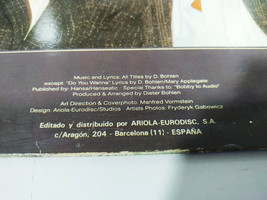 Music and Lyrics: All Titles by D. Bohlen
except: "Do You Wanna" Lyrics by D. Bohlen/Mary Applegate
Published by: Hansa/Hanseatic · Special Thanks to: "Bobby to Audio"
Produced & Arranged by Dieter Bohlen
Art Direction & Coverphoto: Manfred Vormstein
Design: Ariola-Eurodisc/Studios · Artists Photos: Fryderyk Gabowicz
Editado y distribuido por ARIOLA-EURODISC, S.A.
c/Aragón, 204 - Barcelona (11) - ESPAÑA